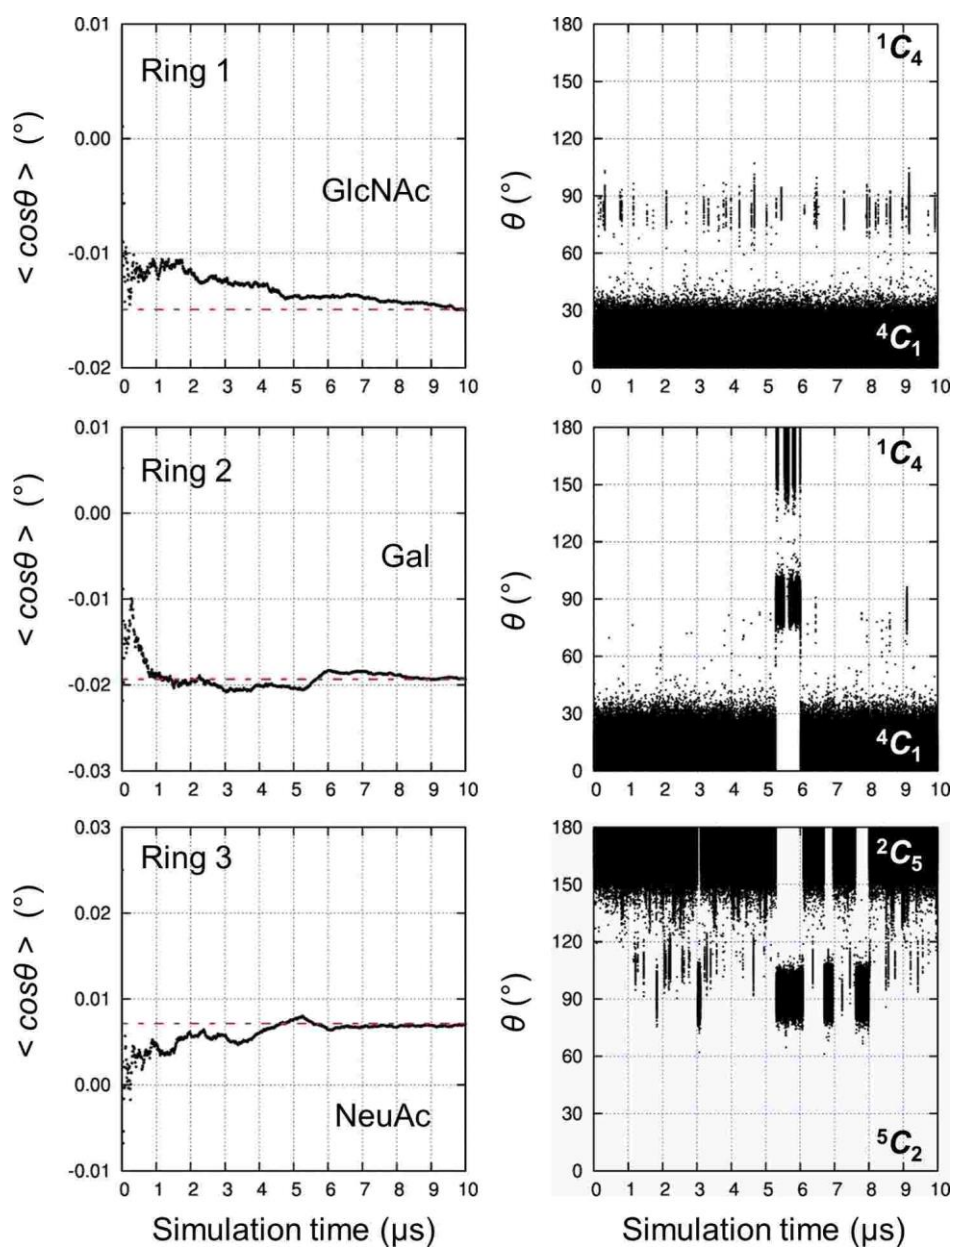 0.01
0.00
-0.01
-0.02
< cosθ > (°)
Ring 1
GlcNAc
0 1 2 3 4 5 6 7 8 9 10
180
150
120
90
60
30
0
θ (°)
¹C₄
⁴C₁
0 1 2 3 4 5 6 7 8 9 10
0.01
0.00
-0.01
-0.02
-0.03
< cosθ > (°)
Ring 2
Gal
0 1 2 3 4 5 6 7 8 9 10
180
150
120
90
60
30
0
θ (°)
¹C₄
⁴C₁
0 1 2 3 4 5 6 7 8 9 10
0.03
0.02
0.01
0.00
-0.01
< cosθ > (°)
Ring 3
NeuAc
0 1 2 3 4 5 6 7 8 9 10
Simulation time (µs)
180
150
120
90
60
30
0
θ (°)
²C₅
⁵C₂
0 1 2 3 4 5 6 7 8 9 10
Simulation time (µs)